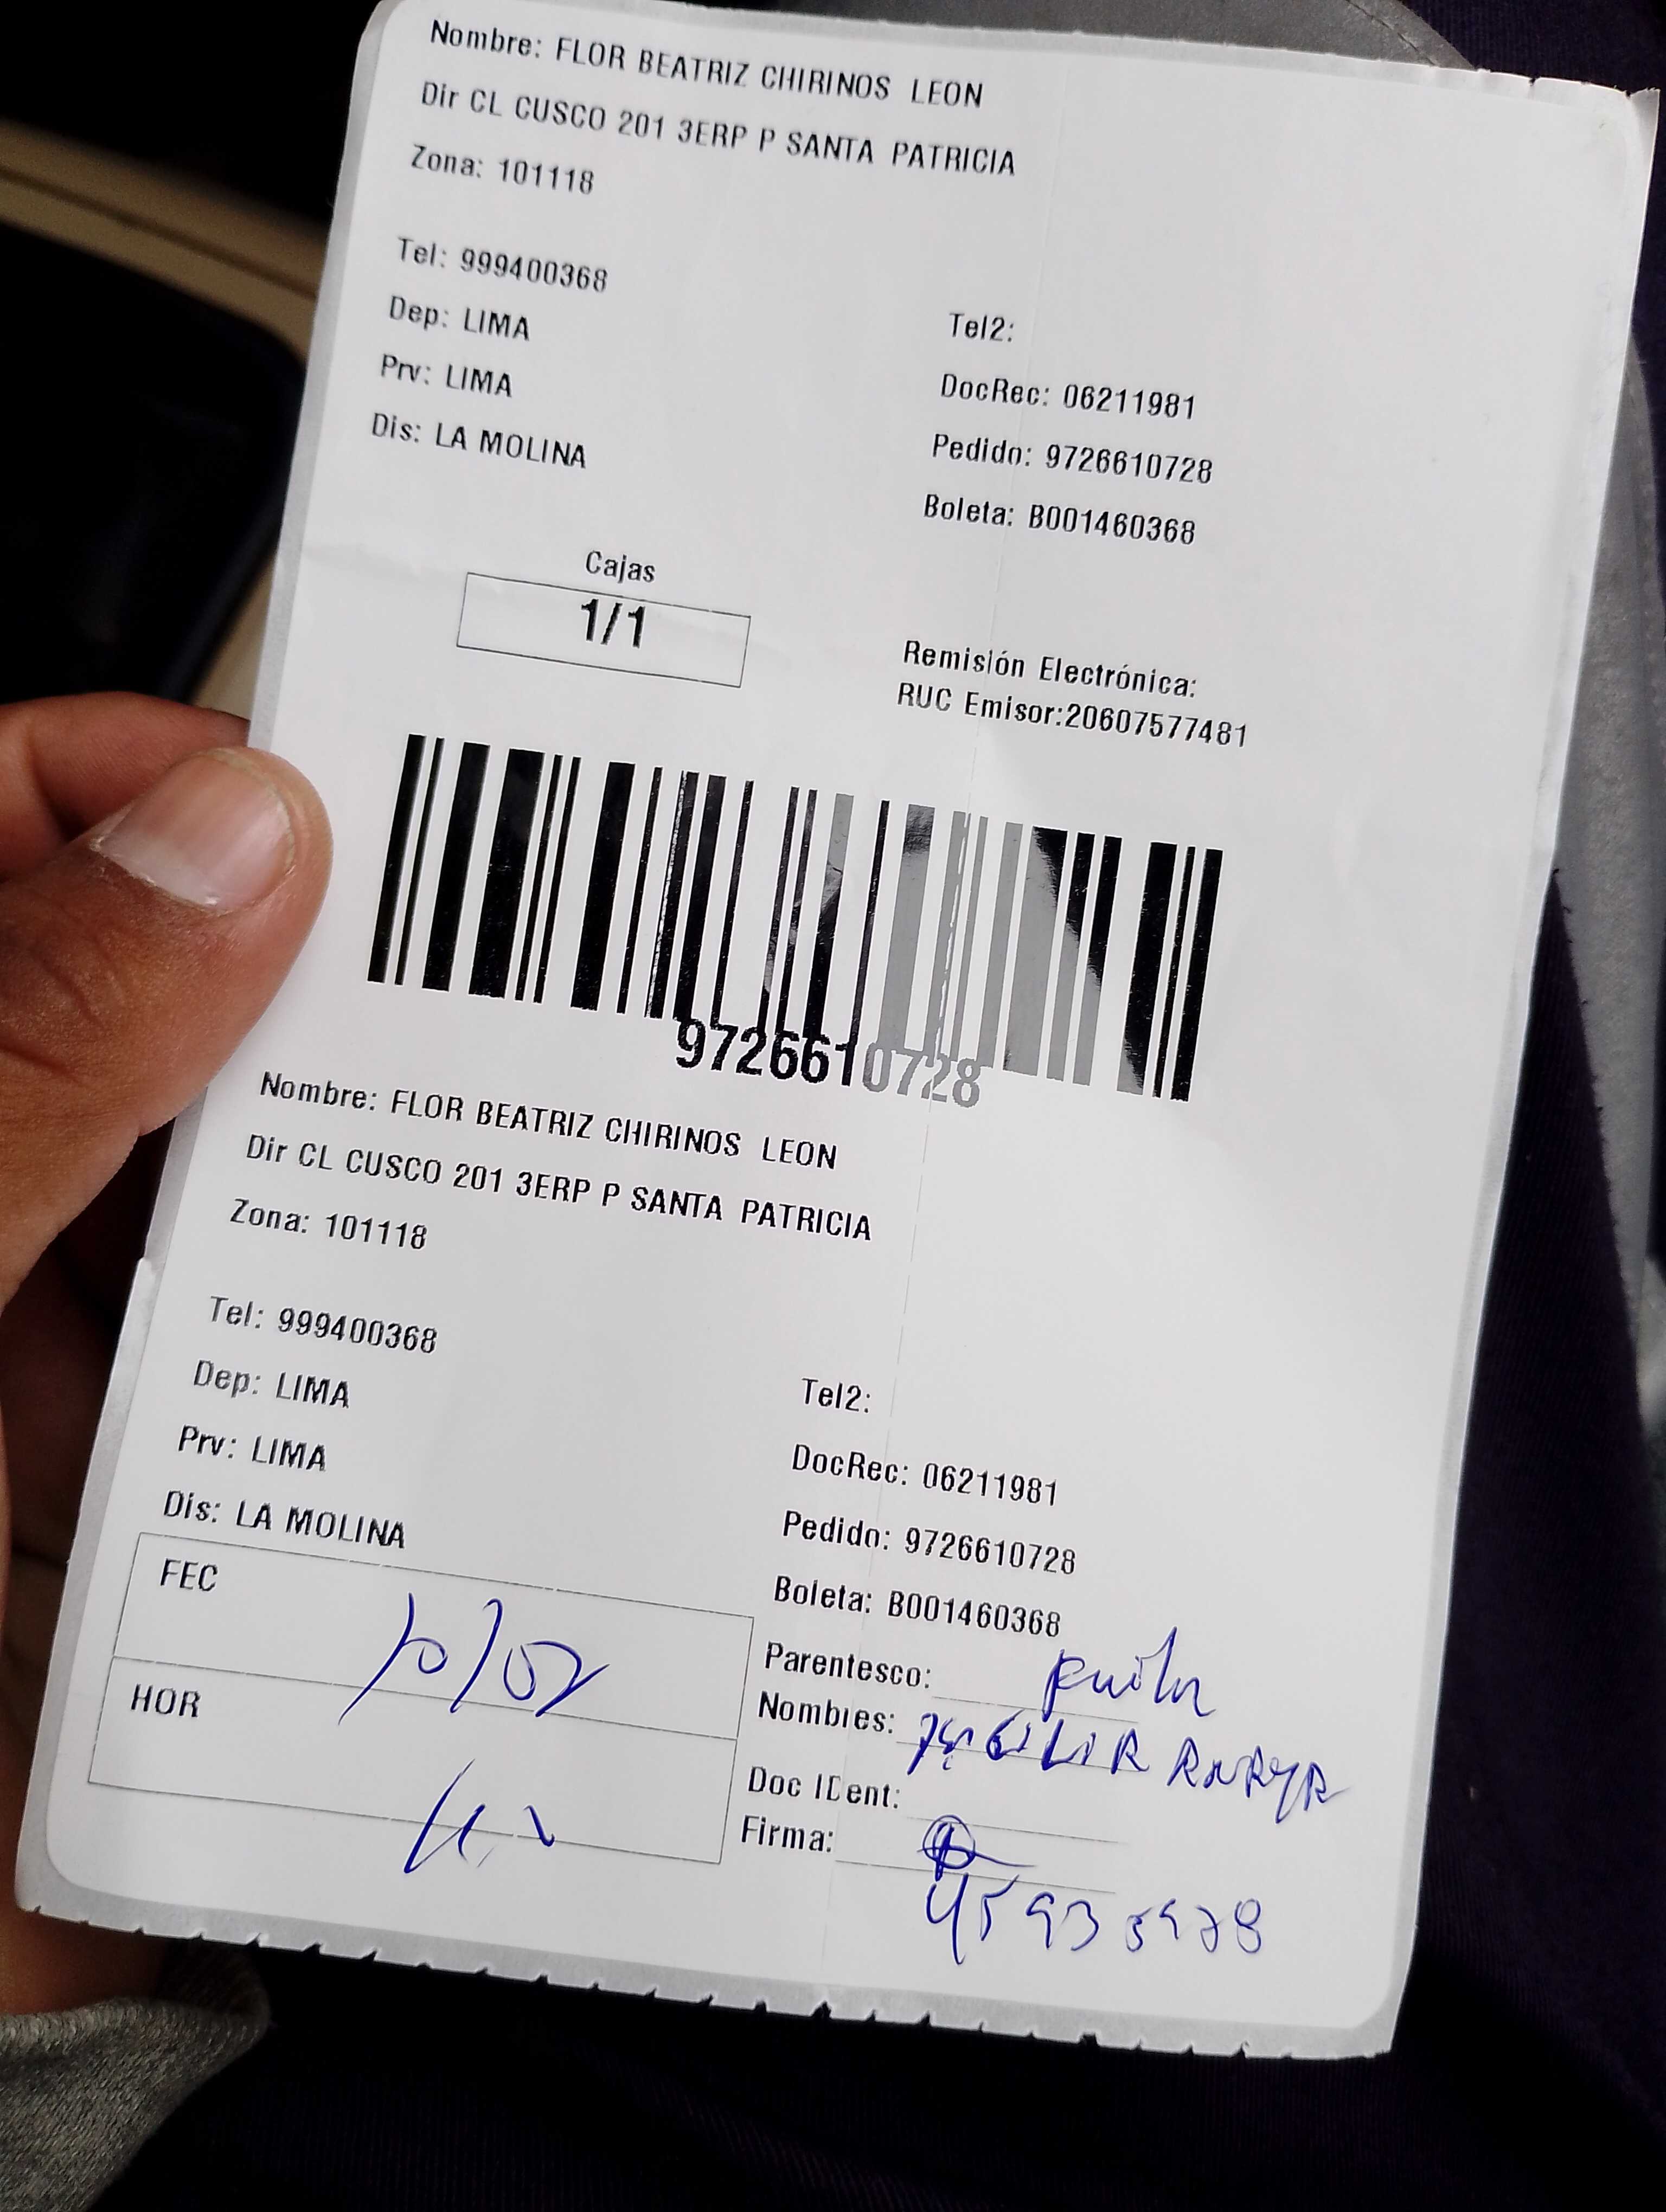 Nombre: FLOR BEATRIZ CHIRINOS LEON
Dir CL CUSCO 201 3ERP P SANTA PATRICIA
Zona: 101118
Tel: 999400368
Dep: LIMA
Tel2:
Prv: LIMA
DocRec: 06211981
Dis: LA MOLINA
Pedido: 9726610728
Boleta: B001460368
Cajas
1/1
Remisión Electrónica:
RUC Emisor:20607577481
9726610728
Nombre: FLOR BEATRIZ CHIRINOS LEON
Dir CL CUSCO 201 3ERP P SANTA PATRICIA
Zona: 101118
Tel: 999400368
Dep: LIMA
Tel2:
Prv: LIMA
DocRec: 06211981
Dis: LA MOLINA
Pedido: 9726610728
Boleta: B001460368
FEC
HOR
Parentesco:
Nombres:
Doc IDent:
Firma: